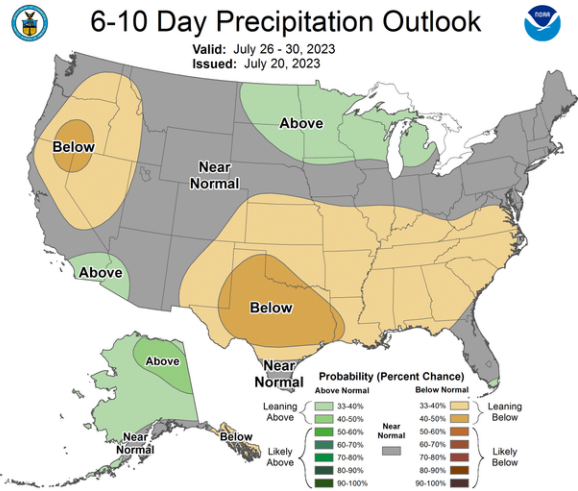 6-10 Day Precipitation Outlook
NOAA
Valid: July 26 - 30, 2023
Issued: July 20, 2023
Above
Below
Near
Normal
Above
Below
Near
Normal
Above
Near
Normal
Below
Probability (Percent Chance)
Above Normal
Below Normal
Leaning
Above
33-40%
40-50%
Likely
Above
50-60%
60-70%
70-80%
80-90%
90-100%
Near
Normal
33-40%
40-50%
Leaning
Below
50-60%
60-70%
70-80%
80-90%
90-100%
Likely
Below